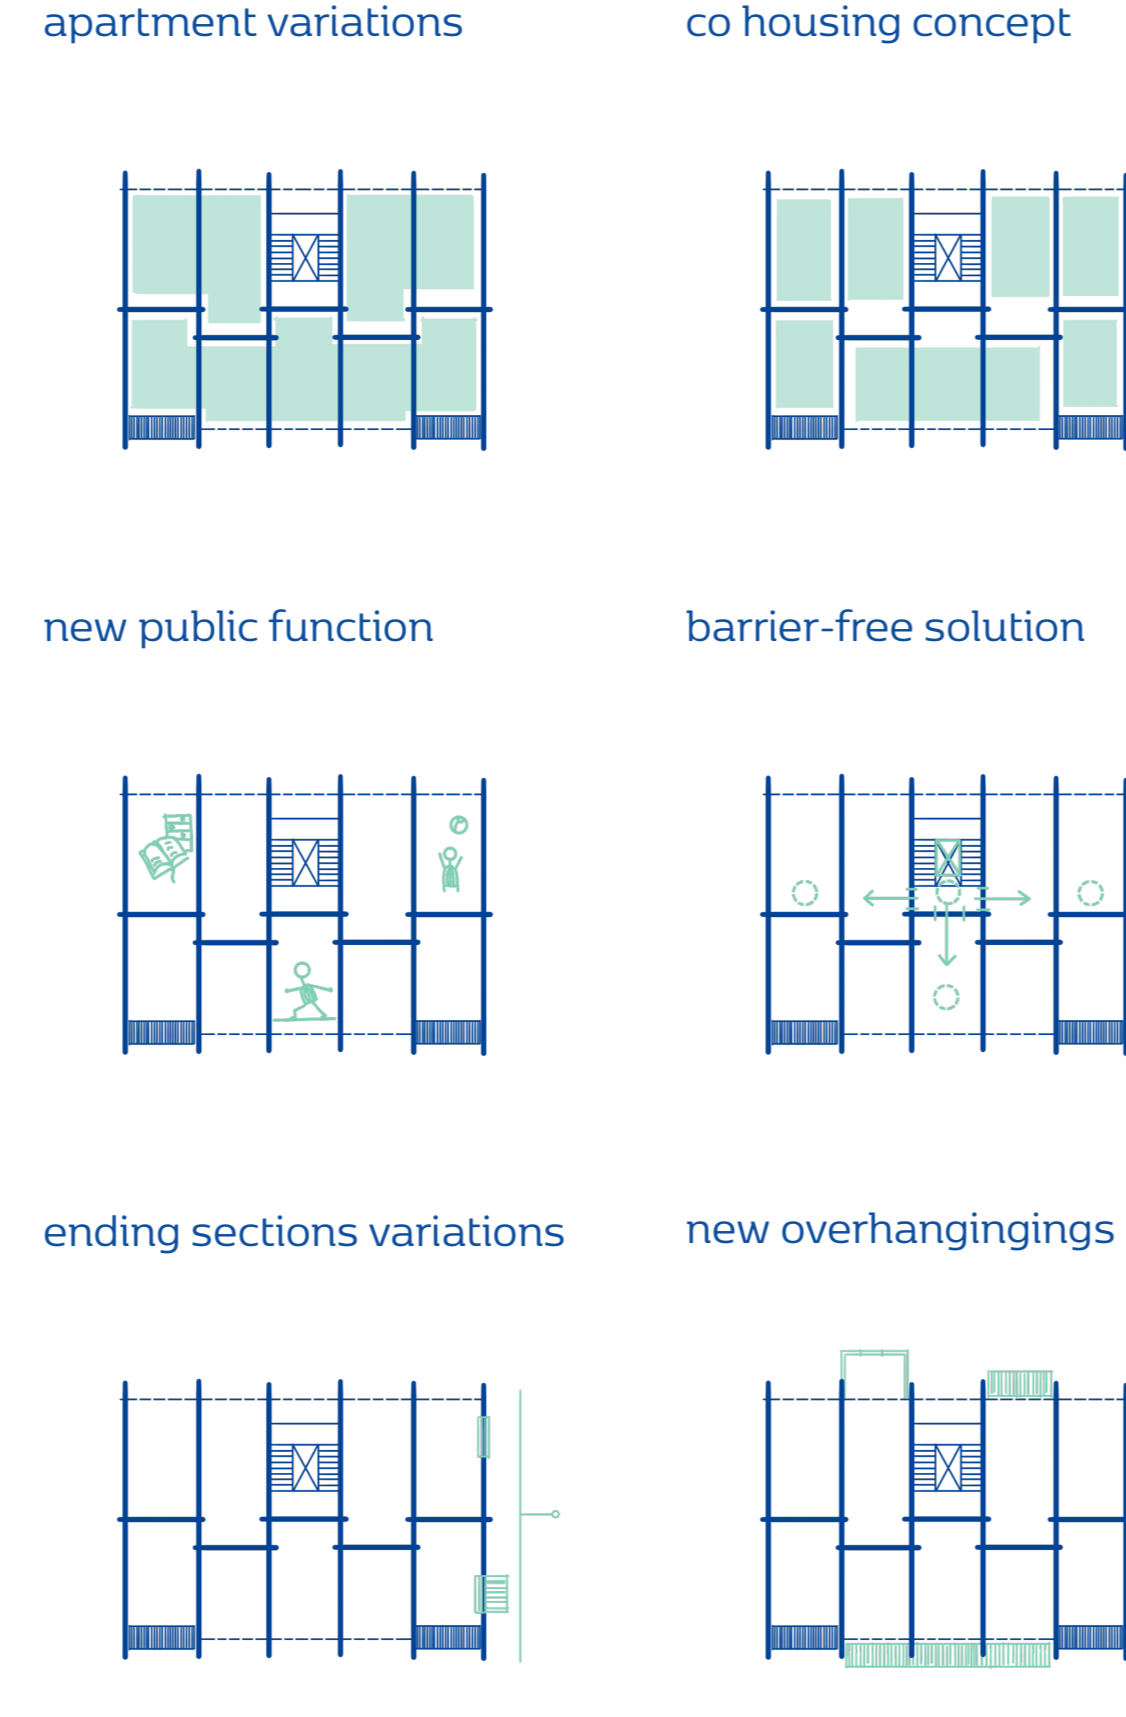 apartment variations
co housing concept
new public function
barrier-free solution
ending sections variations
new overhangingings